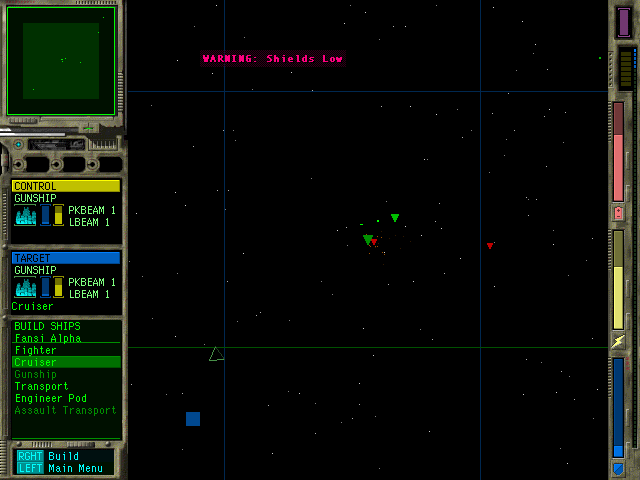 WARNING: Shields Low
CONTROL
GUNSHIP
PKBEAM 1
LBEAM 1
TARGET
GUNSHIP
PKBEAM 1
LBEAM 1
Cruiser
BUILD SHIPS
Fansi Alpha
Fighter
Cruiser
Gunship
Transport
Engineer Pod
Assault Transport
RGHT Build
LEFT Main Menu